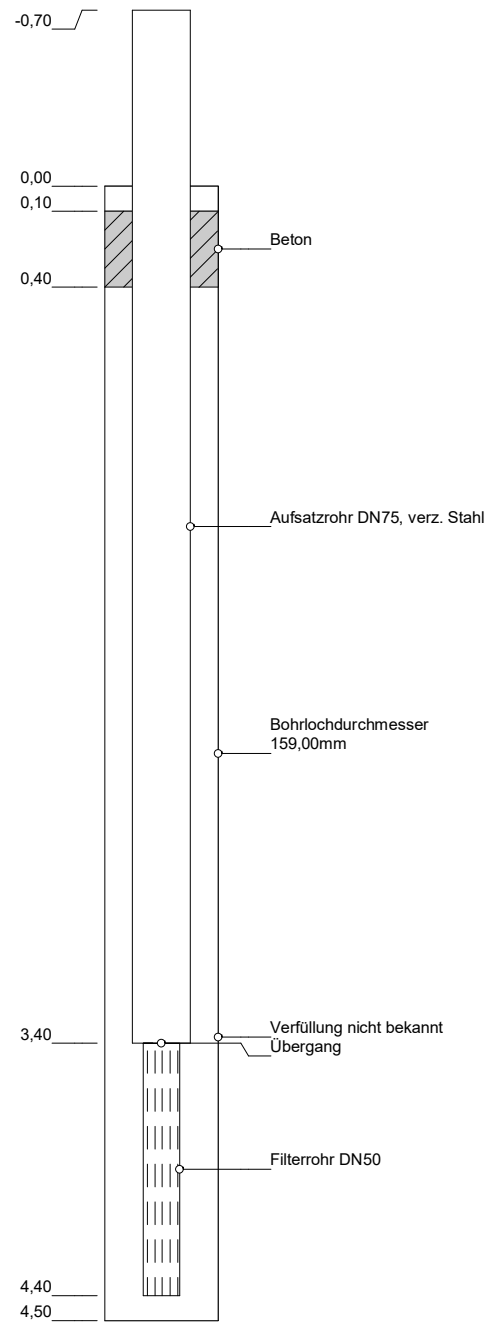 -0,70
0,00
0,10
Beton
0,40
Aufsatzrohr DN75, verz. Stahl
Bohrlochdurchmesser
159,00mm
Verfüllung nicht bekannt
3,40
Übergang
Filterrohr DN50
4,40
4,50